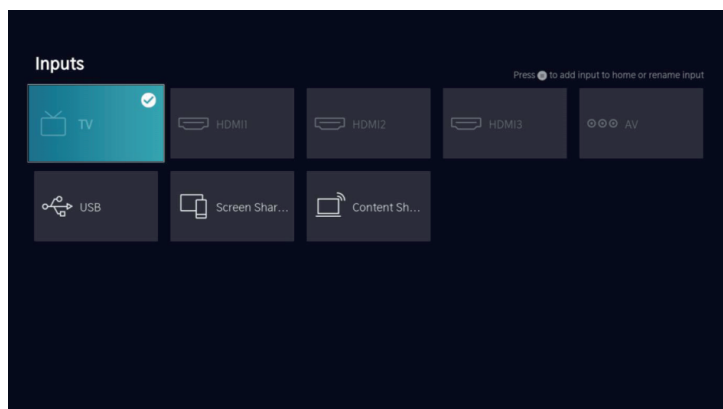 Inputs
Press to add input to home or rename input
TV
HDMI1
HDMI2
HDMI3
AV
USB
Screen Shar...
Content Sh...